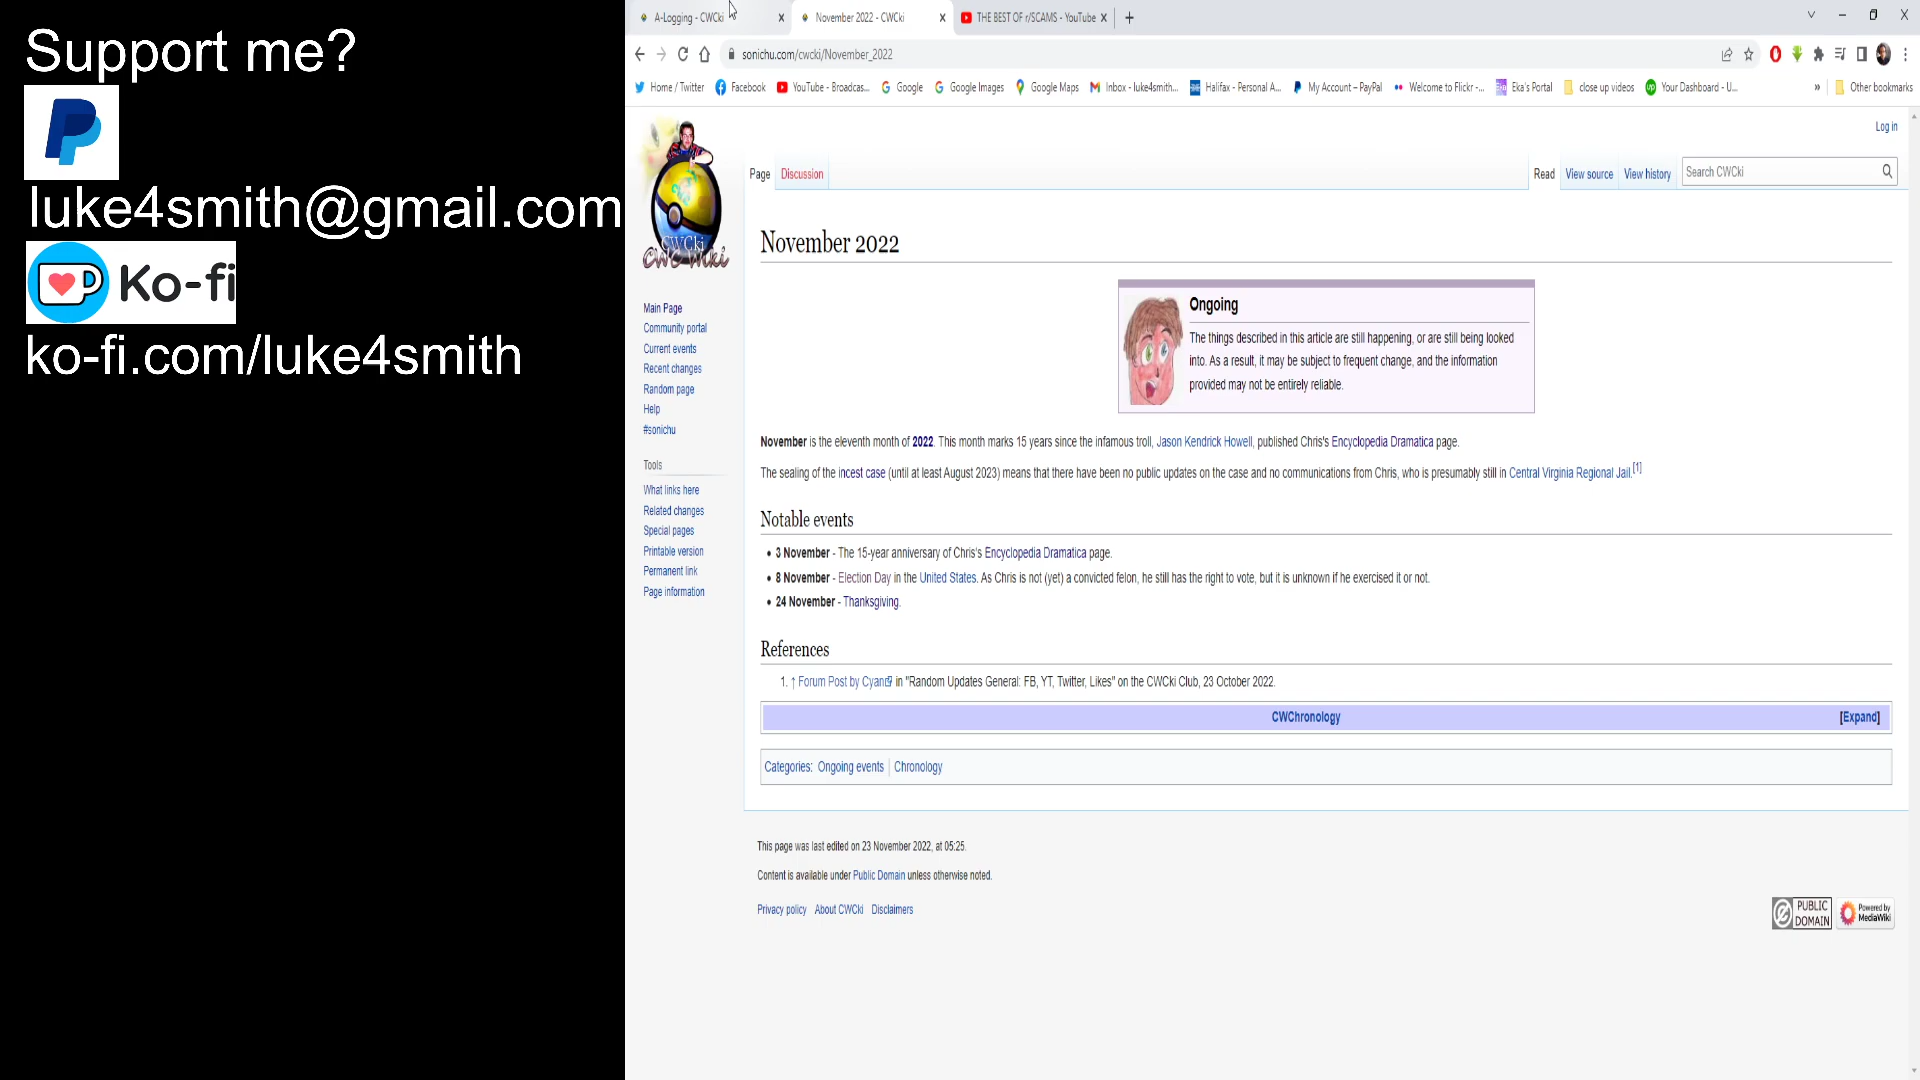 Support me?
luke4smith@gmail.com
Ko-fi
ko-fi.com/luke4smith
A-Logging - CWCki
November 2022 - CWCki
THE BEST OF r/SCAMS - YouTube
sonichu.com/cwcki/November_2022
Home / Twitter
Facebook
YouTube - Broadcas...
Google
Google Images
Google Maps
Inbox - luke4smith...
Halifax - Personal A...
My Account – PayPal
Welcome to Flickr -...
Eka's Portal
close up videos
Your Dashboard - U...
»
Other bookmarks
Log in
CWCki
CWC Wiki
Page
Discussion
Read
View source
View history
Search CWCki
Main Page
Community portal
Current events
Recent changes
Random page
Help
#sonichu
Tools
What links here
Related changes
Special pages
Printable version
Permanent link
Page information
November 2022
Ongoing
The things described in this article are still happening, or are still being looked
into. As a result, it may be subject to frequent change, and the information
provided may not be entirely reliable.
November is the eleventh month of 2022. This month marks 15 years since the infamous troll, Jason Kendrick Howell, published Chris's Encyclopedia Dramatica page.
The sealing of the incest case (until at least August 2023) means that there have been no public updates on the case and no communications from Chris, who is presumably still in Central Virginia Regional Jail.[1]
Notable events
• 3 November - The 15-year anniversary of Chris's Encyclopedia Dramatica page.
• 8 November - Election Day in the United States. As Chris is not (yet) a convicted felon, he still has the right to vote, but it is unknown if he exercised it or not.
• 24 November - Thanksgiving.
References
1. ↑ Forum Post by Cyan in "Random Updates General: FB, YT, Twitter, Likes" on the CWCki Club, 23 October 2022.
CWChronology
[Expand]
Categories: Ongoing events | Chronology
This page was last edited on 23 November 2022, at 05:25.
Content is available under Public Domain unless otherwise noted.
Privacy policy
About CWCki
Disclaimers
PUBLIC
DOMAIN
Powered by
MediaWiki